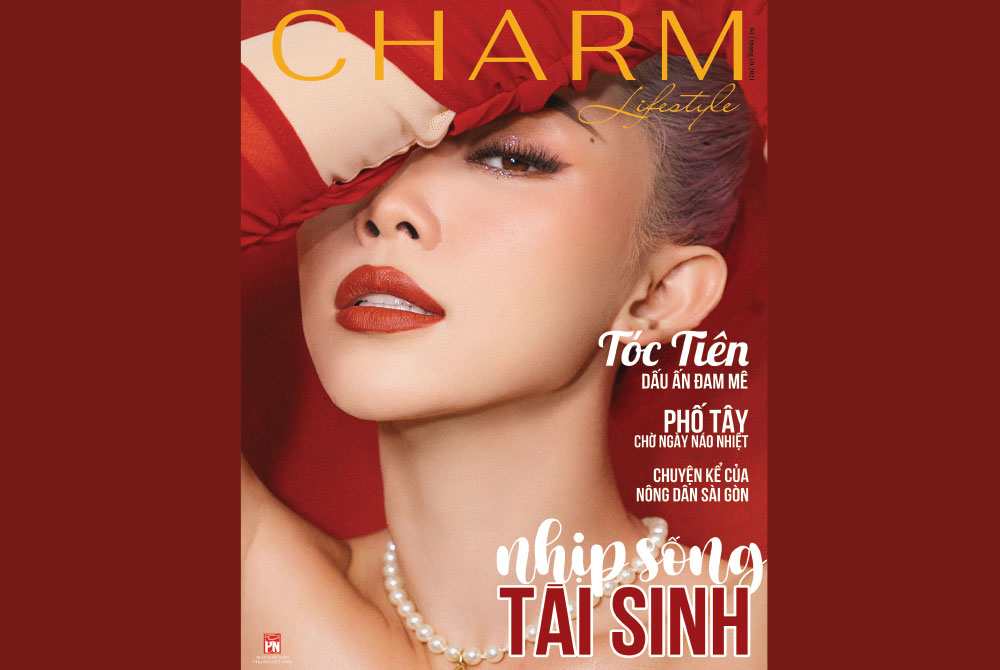 CHARM
Lifestyle
Tóc Tiên
DẤU ẤN ĐAM MÊ
PHỐ TÂY
CHỜ NGÀY NÁO NHIỆT
CHUYỆN KỂ CỦA
NÔNG DÂN SÀI GÒN
nhịp sống
TÁI SINH
PN